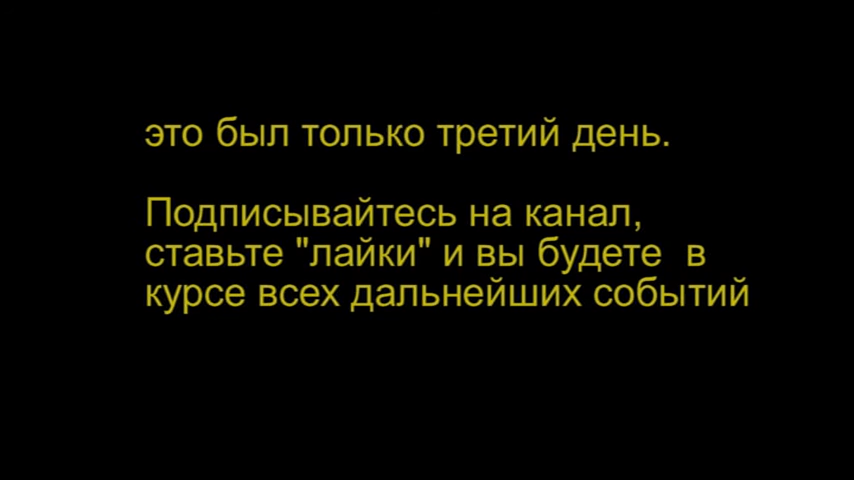 это был только третий день.
Подписывайтесь на канал,
ставьте "лайки" и вы будете  в
курсе всех дальнейших событий